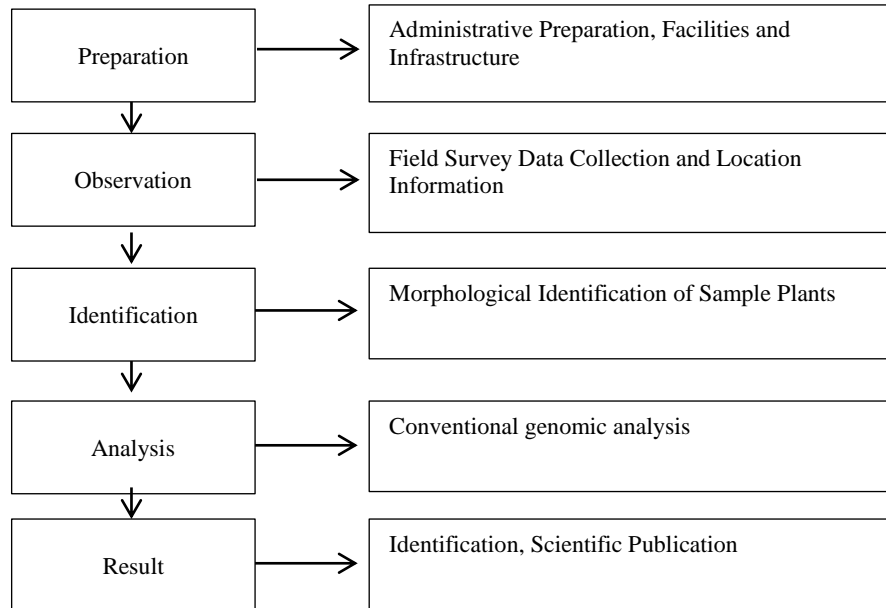 Preparation
Administrative Preparation, Facilities and
Infrastructure
Observation
Field Survey Data Collection and Location
Information
Identification
Morphological Identification of Sample Plants
Analysis
Conventional genomic analysis
Result
Identification, Scientific Publication